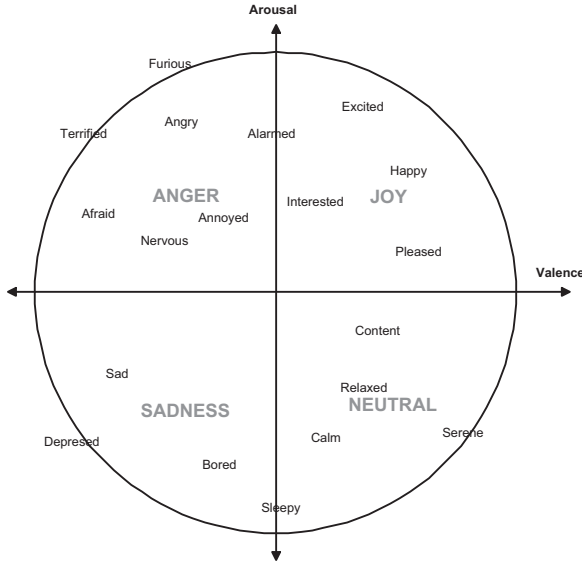 Arousal
Furious
Excited
Angry
Terrified
Alarmed
Happy
ANGER
JOY
Interested
Afraid
Annoyed
Nervous
Pleased
Valence
Content
Sad
Relaxed
SADNESS
NEUTRAL
Depresed
Calm
Serene
Bored
Sleepy